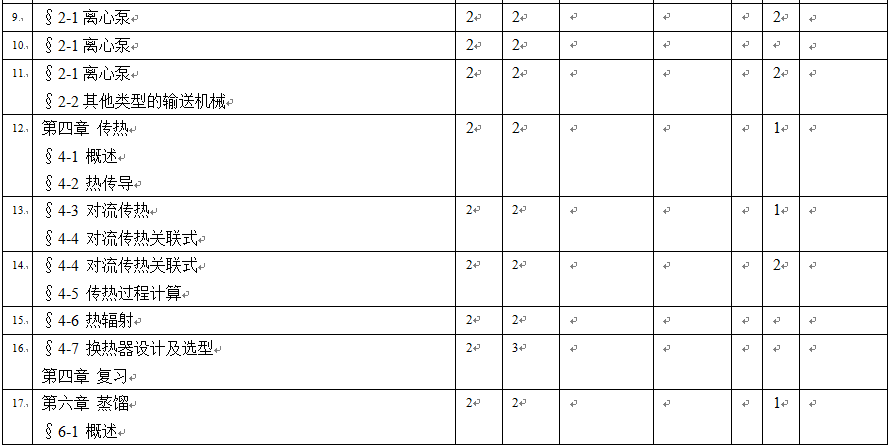 9. §2-1 离心泵 2 2 2
10. §2-1 离心泵 2 2
11. §2-1 离心泵 2 2 2
§2-2 其他类型的输送机械
12. 第四章 传热 2 2 1
§4-1 概述
§4-2 热传导
13. §4-3 对流传热 2 2 1
§4-4 对流传热关联式
14. §4-4 对流传热关联式 2 2 2
§4-5 传热过程计算
15. §4-6 热辐射 2 2
16. §4-7 换热器设计及选型 2 3
第四章 复习
17. 第六章 蒸馏 2 2 1
§6-1 概述